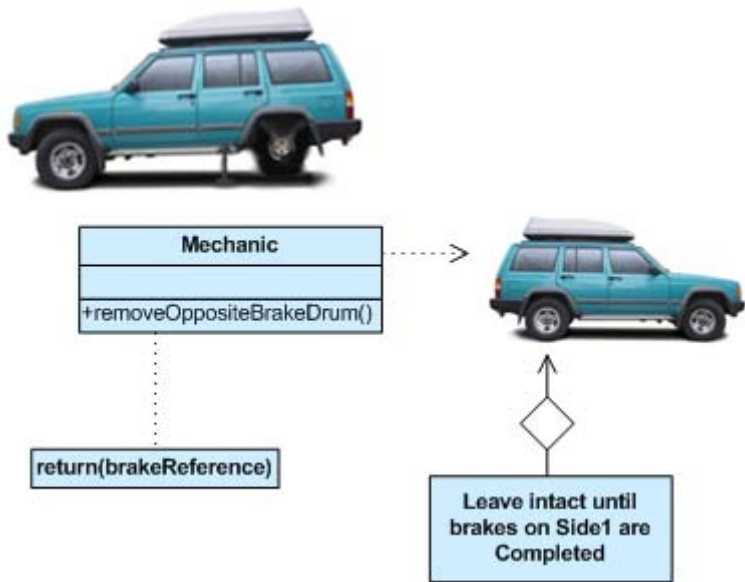 Mechanic
+removeOppositeBrakeDrum()
return(brakeReference)
Leave intact until
brakes on Side1 are
Completed